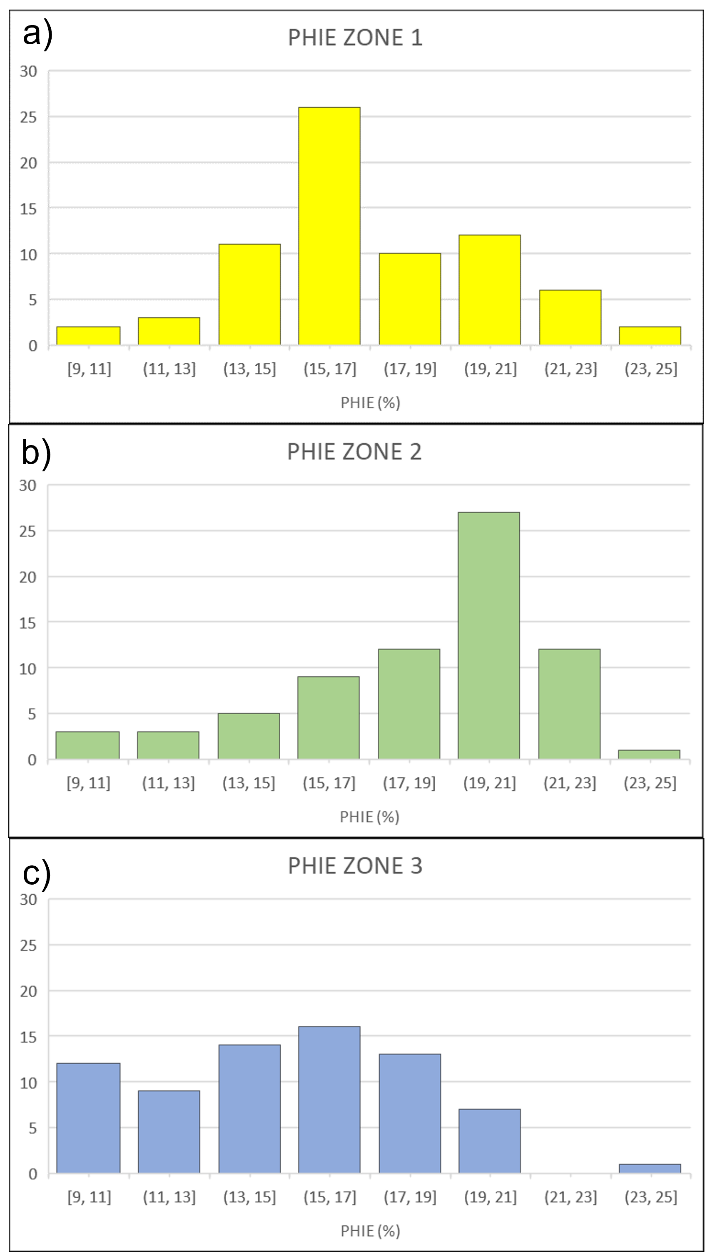 a)
PHIE ZONE 1
30
25
20
15
10
5
0
[9, 11] (11, 13] (13, 15] (15, 17] (17, 19] (19, 21] (21, 23] (23, 25]
PHIE (%)
b)
PHIE ZONE 2
30
25
20
15
10
5
0
[9, 11] (11, 13] (13, 15] (15, 17] (17, 19] (19, 21] (21, 23] (23, 25]
PHIE (%)
c)
PHIE ZONE 3
30
25
20
15
10
5
0
[9, 11] (11, 13] (13, 15] (15, 17] (17, 19] (19, 21] (21, 23] (23, 25]
PHIE (%)